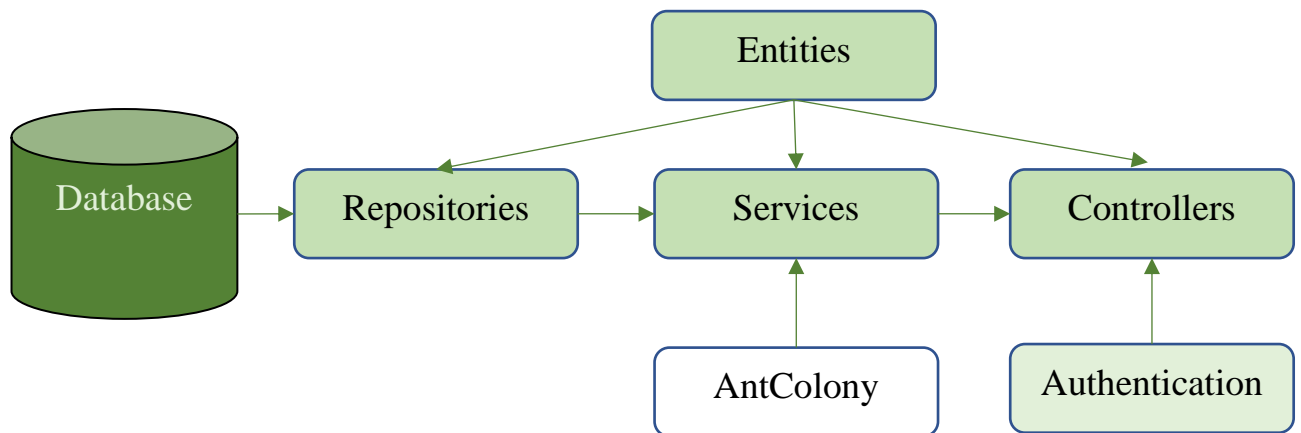 Entities
Database
Repositories
Services
Controllers
AntColony
Authentication